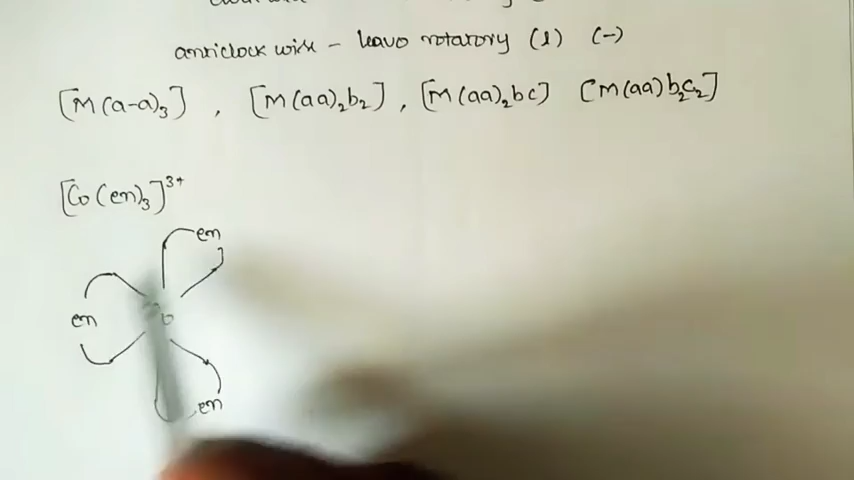 anticlock wise - leavo rotatory (l) (-)
[M(a-a)₃] , [M(aa)₂b₂] , [M(aa)₂bc] [M(aa)b₂c₂]
[Co(en)₃]³⁺
en
en
en